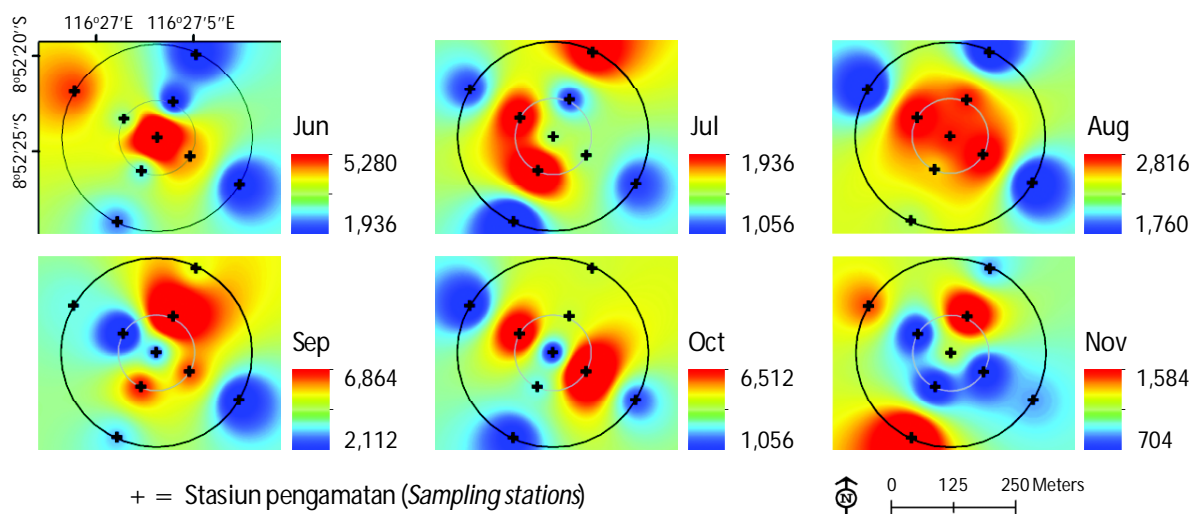 116°27'E 116°27'5"E
8°52'20"S
8°52'25"S
Jun
5,280
1,936
Jul
1,936
1,056
Aug
2,816
1,760
Sep
6,864
2,112
Oct
6,512
1,056
Nov
1,584
704
+ = Stasiun pengamatan (Sampling stations)
N
0 125 250 Meters